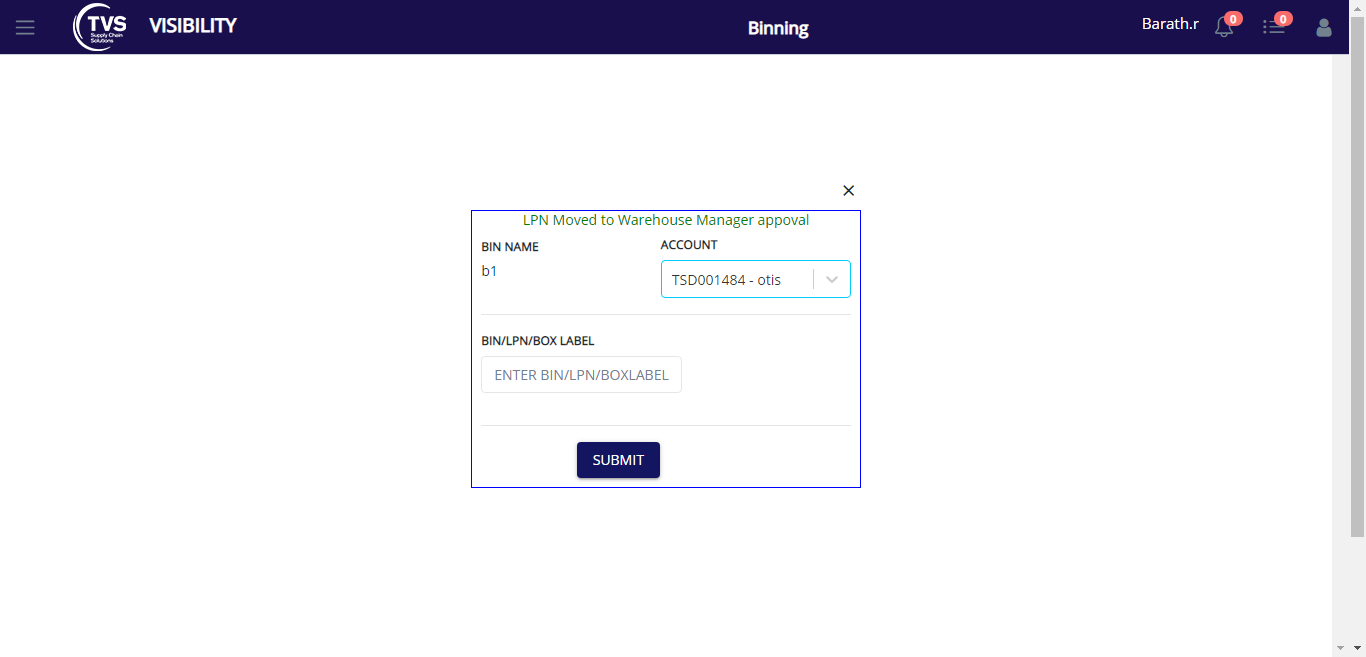 TVS
Supply Chain
Solutions
VISIBILITY
Binning
Barath.r
0
0
LPN Moved to Warehouse Manager appoval
BIN NAME
ACCOUNT
b1
TSD001484 - otis
BIN/LPN/BOX LABEL
ENTER BIN/LPN/BOXLABEL
SUBMIT